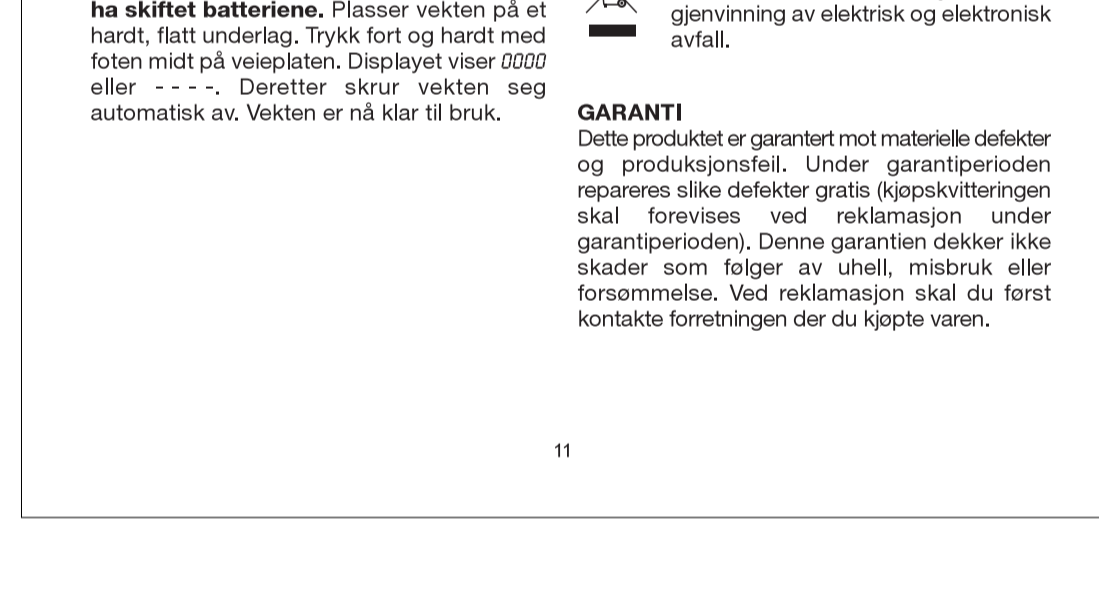 ha skiftet batteriene. Plasser vekten på et
hardt, flatt underlag. Trykk fort og hardt med
foten midt på veieplaten. Displayet viser 0000
eller - - - -. Deretter skrur vekten seg
automatisk av. Vekten er nå klar til bruk.
gjenvinning av elektrisk og elektronisk
avfall.
GARANTI
Dette produktet er garantert mot materielle defekter
og produksjonsfeil. Under garantiperioden
repareres slike defekter gratis (kjøpskvitteringen
skal forevises ved reklamasjon under
garantiperioden). Denne garantien dekker ikke
skader som følger av uhell, misbruk eller
forsømmelse. Ved reklamasjon skal du først
kontakte forretningen der du kjøpte varen.
11